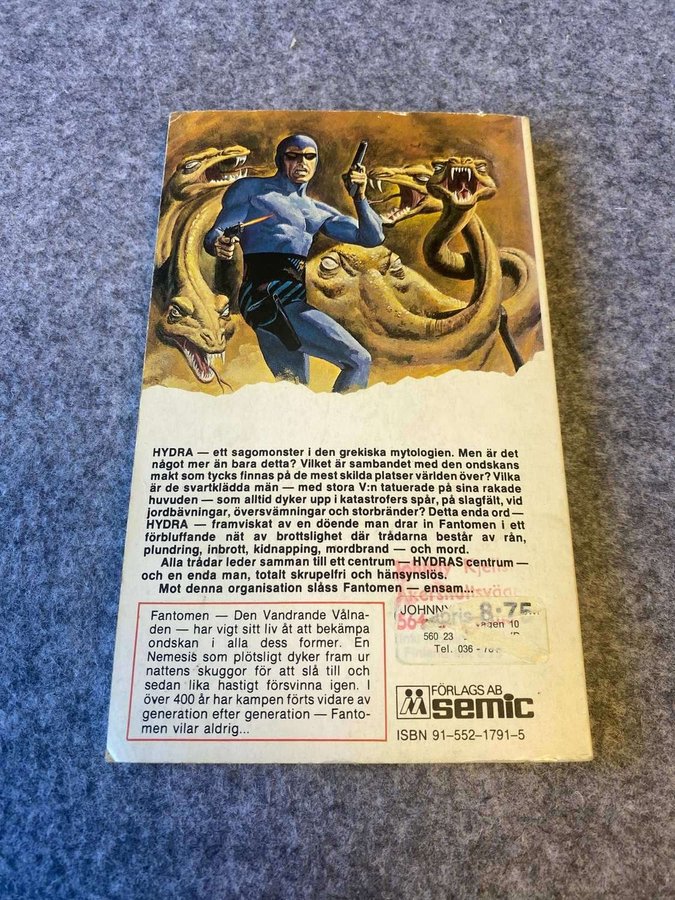 HYDRA — ett sagomonster i den grekiska mytologien. Men är det
något mer än bara detta? Vilket är sambandet med den ondskans
makt som tycks finnas på de mest skilda platser världen över? Vilka
är de svartklädda män — med stora V:n tatuerade på sina rakade
huvuden — som alltid dyker upp i katastrofers spår, på slagfält, vid
jordbävningar, översvämningar och storbränder? Detta enda ord —
HYDRA — framviskat av en döende man drar in Fantomen i ett
förbluffande nät av brottslighet där trådarna består av rån,
plundring, inbrott, kidnapping, mordbrand — och mord.
Alla trådar leder samman till ett centrum — HYDRAS centrum —
och en enda man, totalt skrupelfri och hänsynslös.
Mot denna organisation slåss Fantomen — ensam...
JOHNNY
pris 8:75
564
560 23
Tel. 036 - 
Fantomen — Den Vandrande Vålna-
den — har vigt sitt liv åt att bekämpa
ondskan i alla dess former. En
Nemesis som plötsligt dyker fram ur
nattens skuggor för att slå till och
sedan lika hastigt försvinna igen. I
över 400 år har kampen förts vidare av
generation efter generation — Fanto-
men vilar aldrig...
FÖRLAGS AB
semic
ISBN 91-552-1791-5